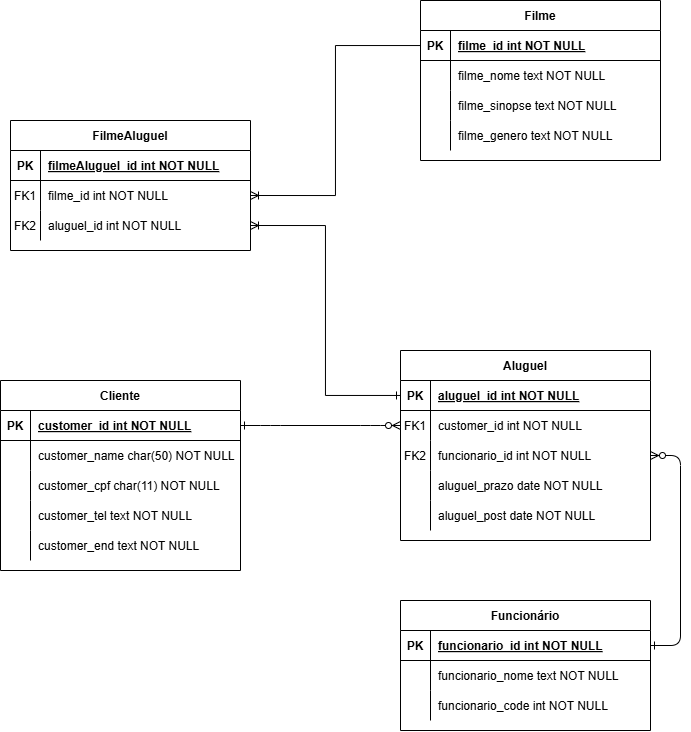 Filme
PK filme_id int NOT NULL
filme_nome text NOT NULL
filme_sinopse text NOT NULL
filme_genero text NOT NULL
FilmeAluguel
PK filmeAluguel_id int NOT NULL
FK1 filme_id int NOT NULL
FK2 aluguel_id int NOT NULL
Aluguel
PK aluguel_id int NOT NULL
FK1 customer_id int NOT NULL
FK2 funcionario_id int NOT NULL
aluguel_prazo date NOT NULL
aluguel_post date NOT NULL
Cliente
PK customer_id int NOT NULL
customer_name char(50) NOT NULL
customer_cpf char(11) NOT NULL
customer_tel text NOT NULL
customer_end text NOT NULL
Funcionário
PK funcionario_id int NOT NULL
funcionario_nome text NOT NULL
funcionario_code int NOT NULL